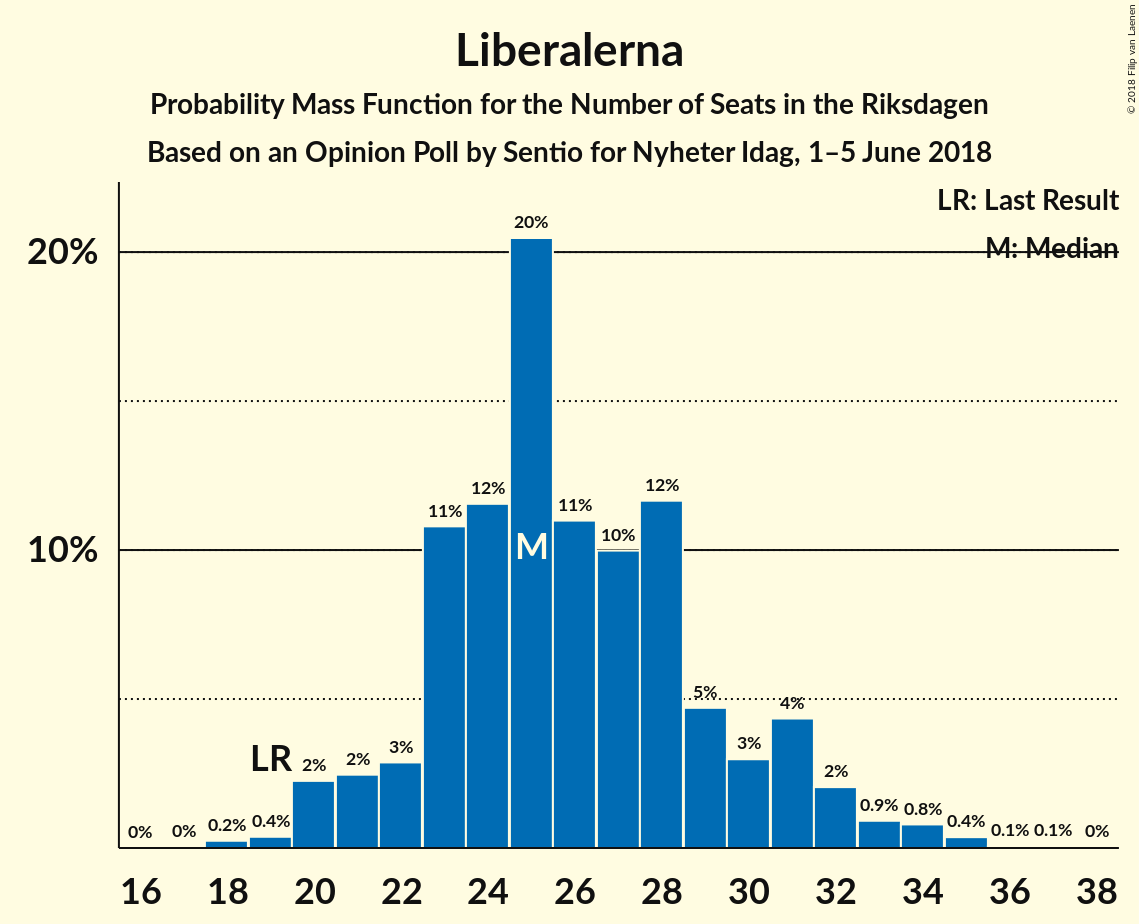 Liberalerna
Probability Mass Function for the Number of Seats in the Riksdagen
Based on an Opinion Poll by Sentio for Nyheter Idag, 1–5 June 2018
© 2018 Filip van Laenen
LR: Last Result
M: Median
20%
10%
0% 0% 0.2% 0.4% 2% 2% 3% 11% 12% 20% 11% 10% 12% 5% 3% 4% 2% 0.9% 0.8% 0.4% 0.1% 0.1% 0%
LR
M
16 18 20 22 24 26 28 30 32 34 36 38